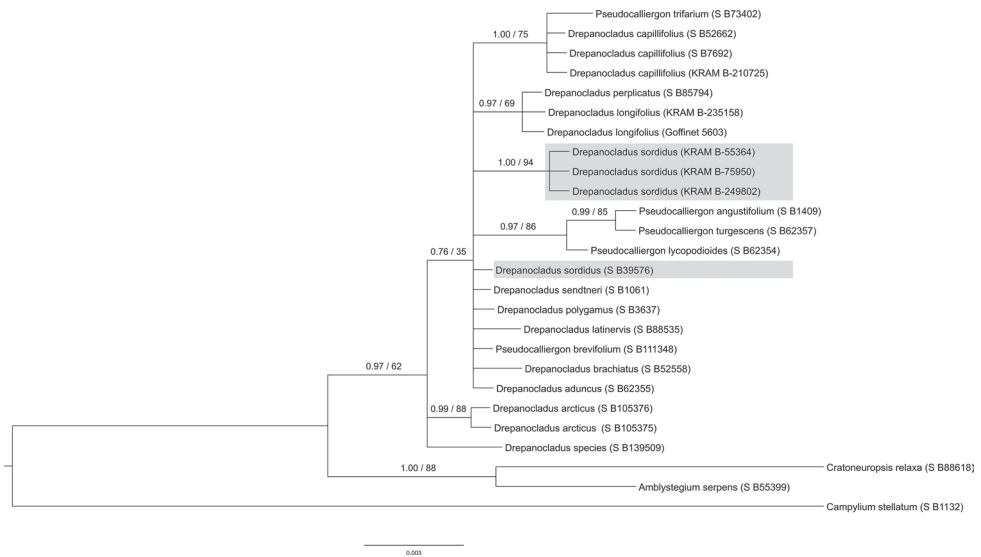 Pseudocalliergon trifarium (S B73402)
1.00 / 75
Drepanocladus capillifolius (S B52662)
Drepanocladus capillifolius (S B7692)
Drepanocladus capillifolius (KRAM B-210725)
Drepanocladus perplicatus (S B85794)
0.97 / 69
Drepanocladus longifolius (KRAM B-235158)
Drepanocladus longifolius (Goffinet 5603)
Drepanocladus sordidus (KRAM B-55364)
1.00 / 94
Drepanocladus sordidus (KRAM B-75950)
Drepanocladus sordidus (KRAM B-249802)
0.99 / 85
Pseudocalliergon angustifolium (S B1409)
0.97 / 86
Pseudocalliergon turgescens (S B62357)
Pseudocalliergon lycopodioides (S B62354)
0.76 / 35
Drepanocladus sordidus (S B39576)
Drepanocladus sendtneri (S B1061)
Drepanocladus polygamus (S B3637)
Drepanocladus latinervis (S B88535)
Pseudocalliergon brevifolium (S B111348)
0.97 / 62
Drepanocladus brachiatus (S B52558)
Drepanocladus aduncus (S B62355)
0.99 / 88
Drepanocladus arcticus (S B105376)
Drepanocladus arcticus (S B105375)
Drepanocladus species (S B139509)
1.00 / 88
Cratoneuropsis relaxa (S B88618)
Amblystegium serpens (S B55399)
Campylium stellatum (S B1132)
0.003